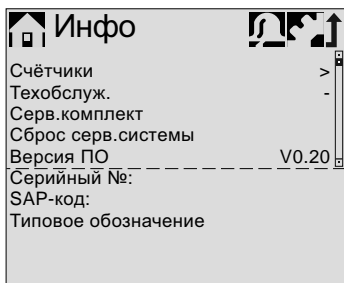 Инфо
Счётчики >
Техобслуж. -
Серв.комплект
Сброс серв.системы
Версия ПО V0.20
Серийный №:
SAP-код:
Типовое обозначение